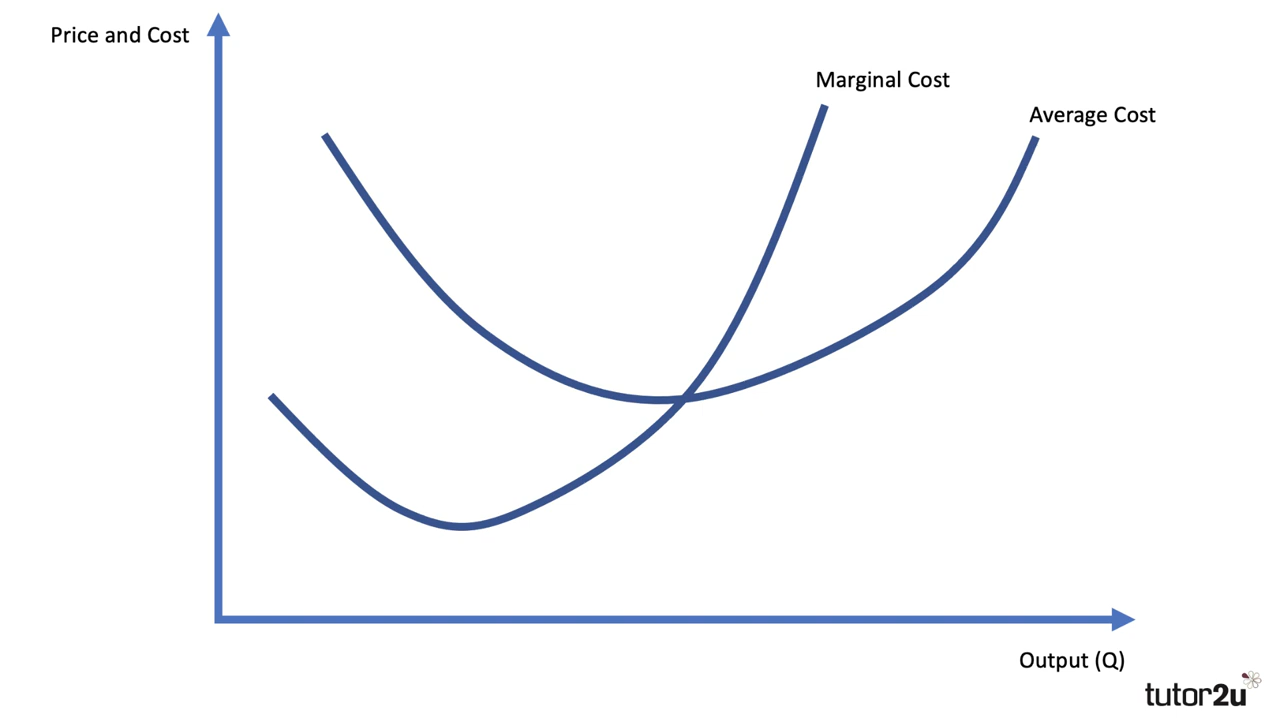 Price and Cost
Marginal Cost
Average Cost
Output (Q)
tutor2u